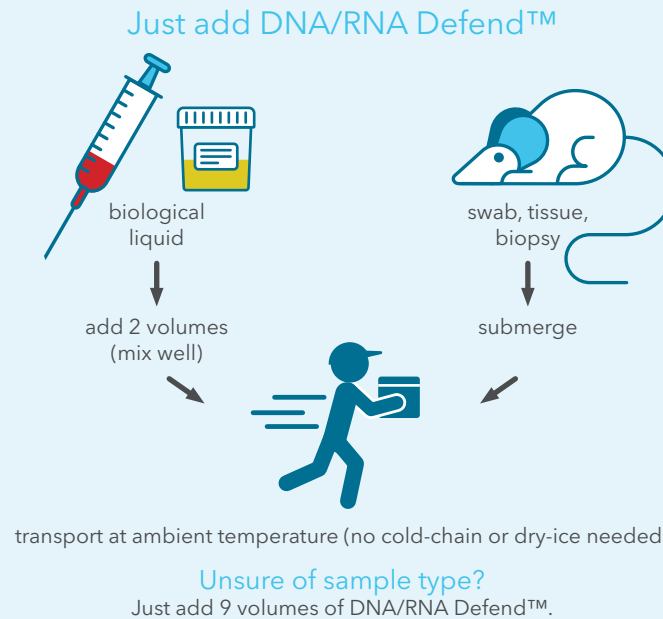 Just add DNA/RNA Defend™
biological
liquid
swab, tissue,
biopsy
add 2 volumes
(mix well)
submerge
transport at ambient temperature (no cold-chain or dry-ice needed
Unsure of sample type?
Just add 9 volumes of DNA/RNA Defend™.